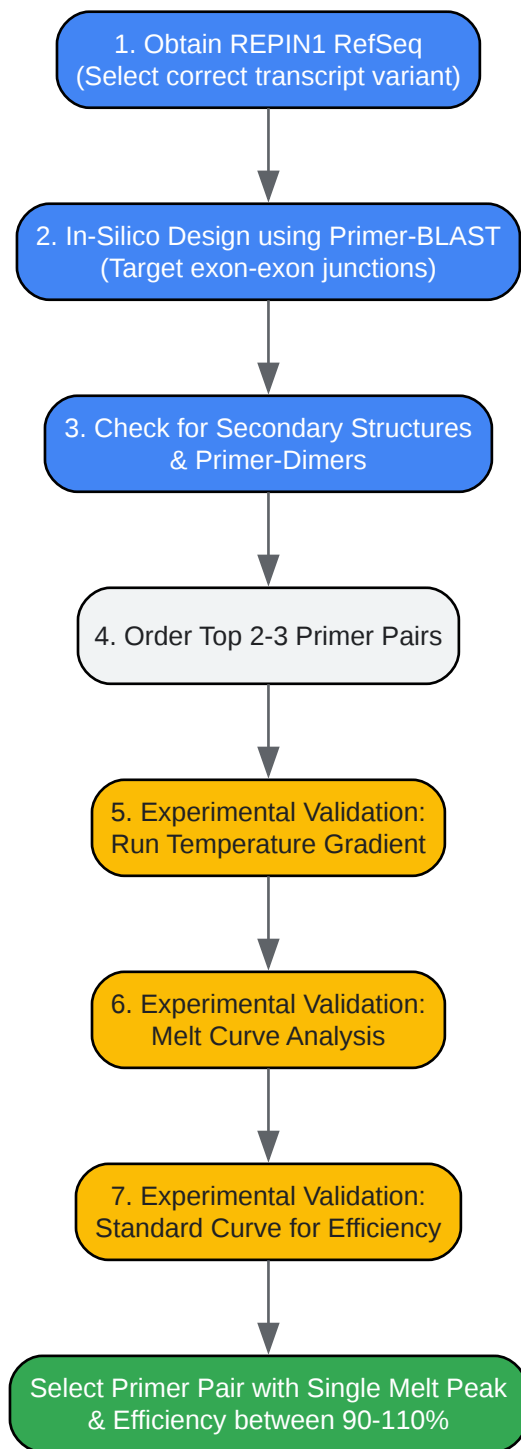 1. Obtain REPIN1 RefSeq
(Select correct transcript variant)
2. In-Silico Design using Primer-BLAST
(Target exon-exon junctions)
3. Check for Secondary Structures
& Primer-Dimers
4. Order Top 2-3 Primer Pairs
5. Experimental Validation:
Run Temperature Gradient
6. Experimental Validation:
Melt Curve Analysis
7. Experimental Validation:
Standard Curve for Efficiency
Select Primer Pair with Single Melt Peak
& Efficiency between 90-110%